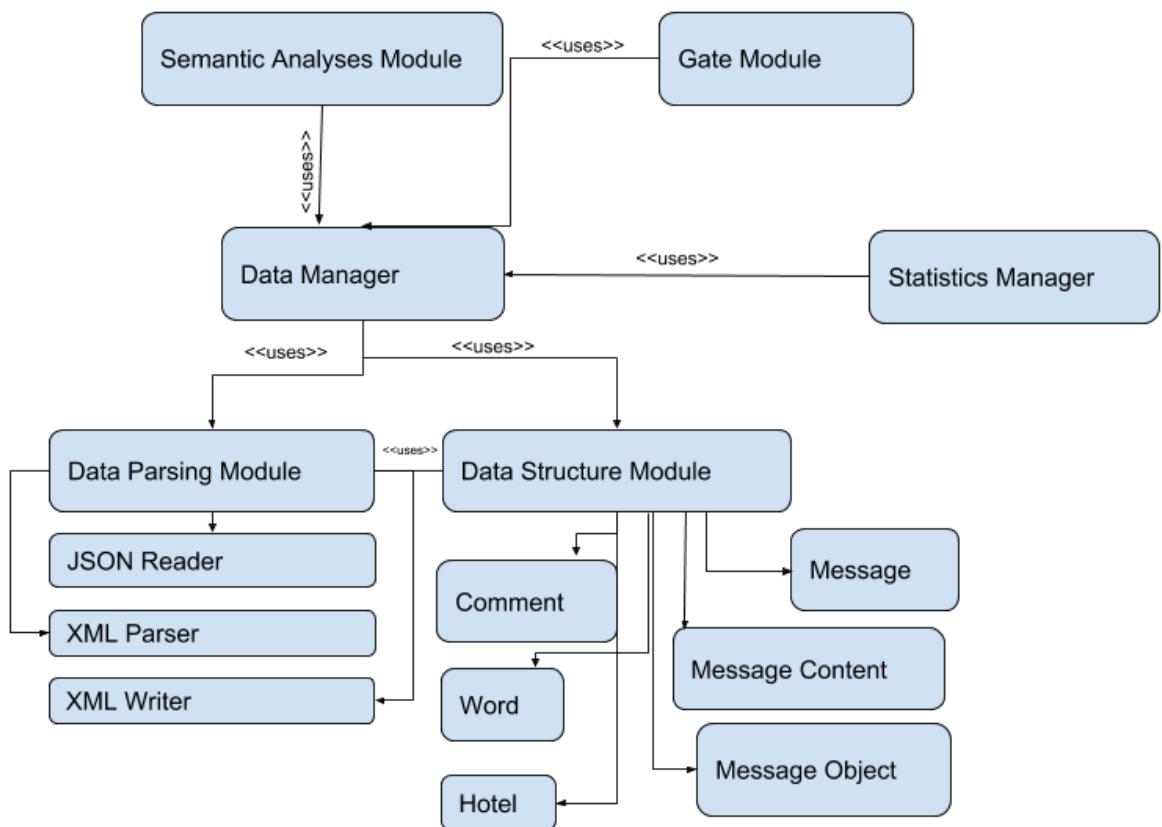 Semantic Analyses Module
<<uses>>
Gate Module
<<uses>>
Data Manager
<<uses>>
Statistics Manager
<<uses>>
<<uses>>
Data Parsing Module
<<uses>>
Data Structure Module
JSON Reader
XML Parser
XML Writer
Comment
Message
Word
Message Content
Hotel
Message Object